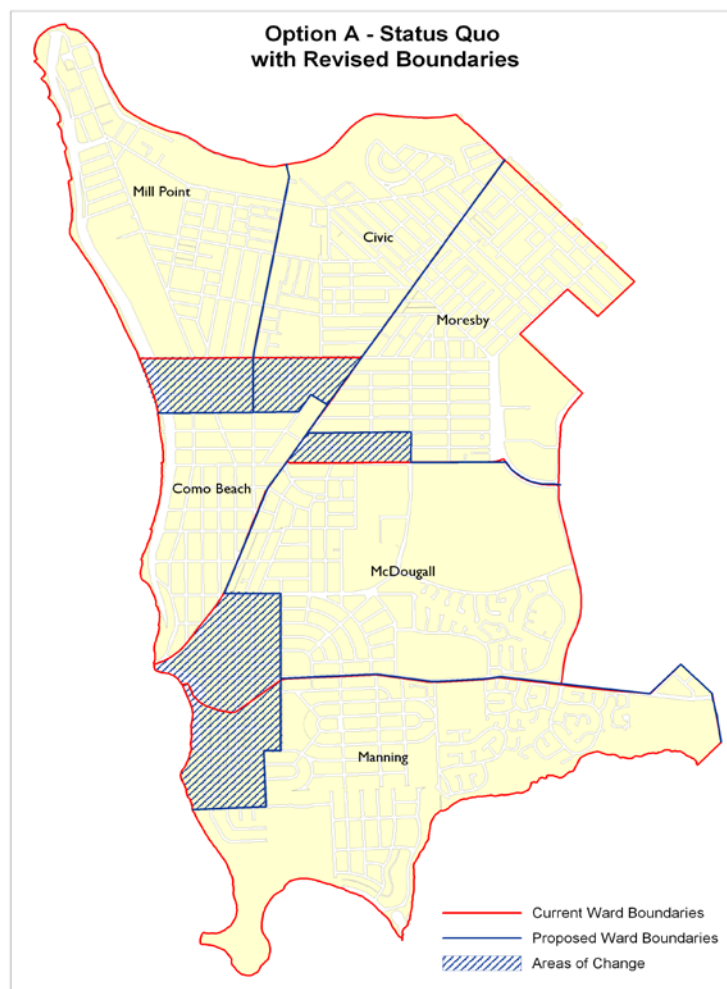 Option A - Status Quo
with Revised Boundaries
Mill Point
Civic
Moresby
Como Beach
McDougall
Manning
Current Ward Boundaries
Proposed Ward Boundaries
Areas of Change